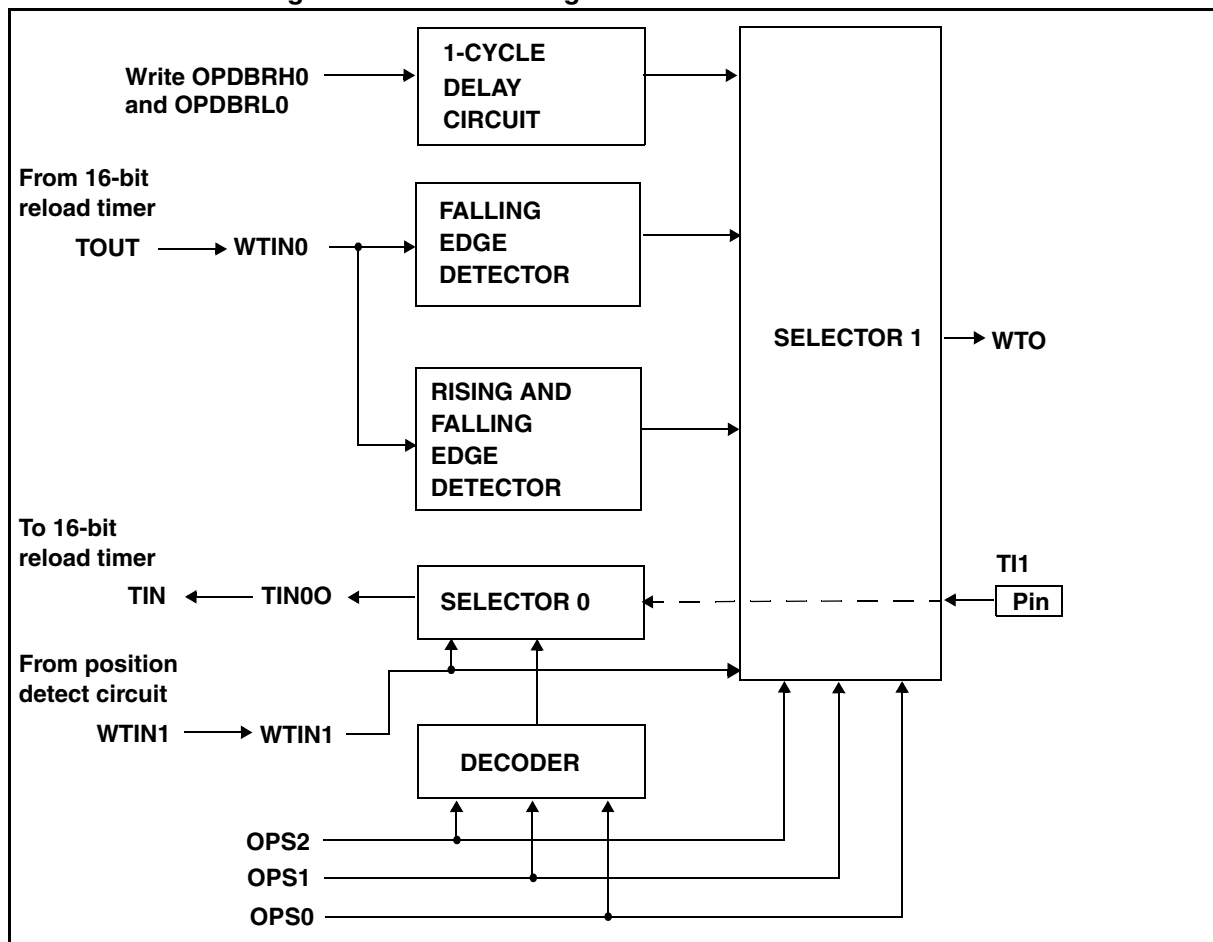 1-CYCLE
DELAY
CIRCUIT
Write OPDBRH0
and OPDBRL0
From 16-bit
reload timer
TOUT
WTIN0
FALLING
EDGE
DETECTOR
SELECTOR 1
WTO
RISING AND
FALLING
EDGE
DETECTOR
To 16-bit
reload timer
TIN
TIN0O
SELECTOR 0
TI1
Pin
From position
detect circuit
WTIN1
WTIN1
DECODER
OPS2
OPS1
OPS0